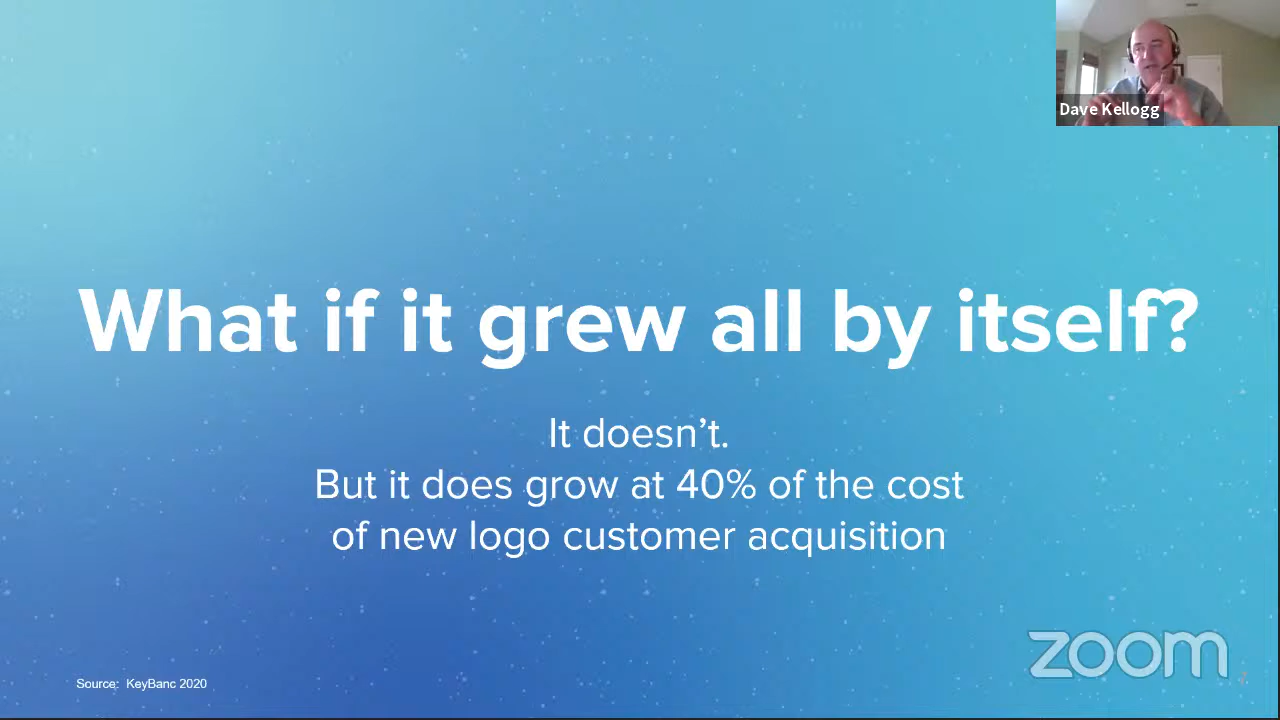 Dave Kellogg
What if it grew all by itself?
It doesn’t.
But it does grow at 40% of the cost
of new logo customer acquisition
zoom
Source: KeyBanc 2020